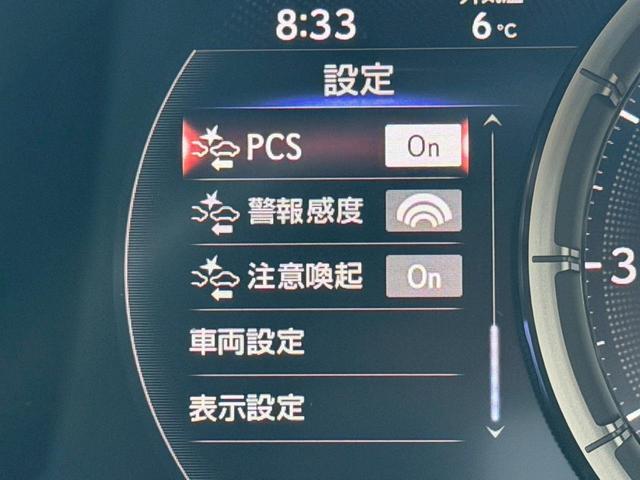 8:33
6℃
設定
PCS On
警報感度
注意喚起 On
車両設定
表示設定
3